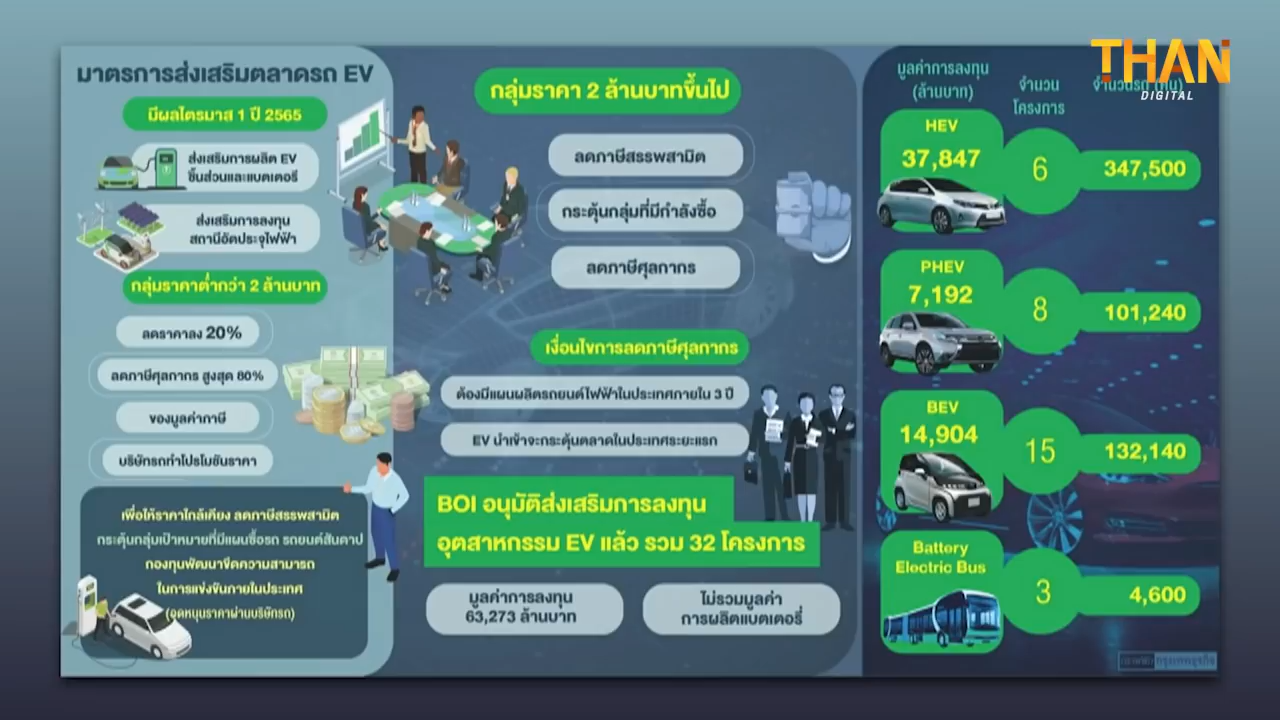 มาตรการส่งเสริมตลาดรถ EV
มีผลไตรมาส 1 ปี 2565
ส่งเสริมการผลิต EV
ชิ้นส่วนและแบตเตอรี่
ส่งเสริมการลงทุน
สถานีอัดประจุไฟฟ้า
กลุ่มราคาต่ำกว่า 2 ล้านบาท
ลดราคาลง 20%
ลดภาษีศุลกากร สูงสุด 80%
ของมูลค่าภาษี
บริษัทรถทำโปรโมชันราคา
เพื่อให้ราคาใกล้เคียง ลดภาษีสรรพสามิต
กระตุ้นกลุ่มเป้าหมายที่มีแผนซื้อรถ รถยนต์สันดาป
กองทุนพัฒนาขีดความสามารถ
ในการแข่งขันภายในประเทศ
(อุดหนุนราคาผ่านบริษัทรถ)
กลุ่มราคา 2 ล้านบาทขึ้นไป
ลดภาษีสรรพสามิต
กระตุ้นกลุ่มที่มีกำลังซื้อ
ลดภาษีศุลกากร
เงื่อนไขการลดภาษีศุลกากร
ต้องมีแผนผลิตรถยนต์ไฟฟ้าในประเทศภายใน 3 ปี
EV นำเข้าจะกระตุ้นตลาดในประเทศระยะแรก
BOI อนุมัติส่งเสริมการลงทุน
อุตสาหกรรม EV แล้ว รวม 32 โครงการ
มูลค่าการลงทุน
63,273 ล้านบาท
ไม่รวมมูลค่า
การผลิตแบตเตอรี่
มูลค่าการลงทุน
(ล้านบาท)
จำนวน
โครงการ
จำนวนรถ (คัน)
HEV
37,847
6
347,500
PHEV
7,192
8
101,240
BEV
14,904
15
132,140
Battery
Electric Bus
3
4,600
THAN
DIGITAL
กรุงเทพธุรกิจ